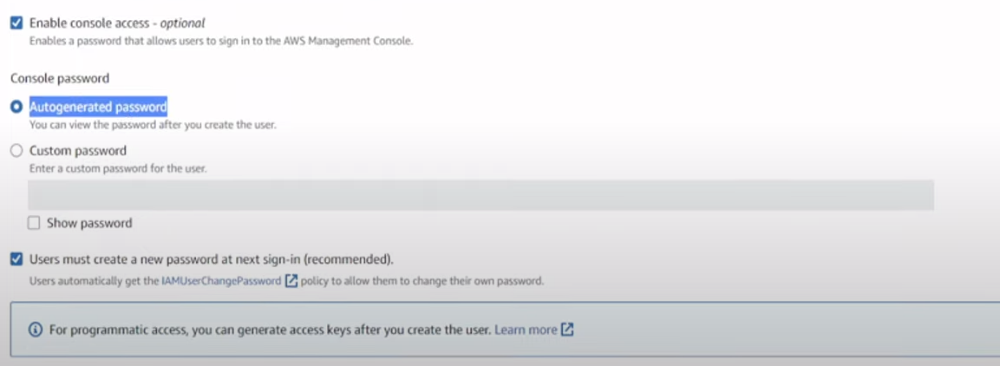 Enable console access - optional
Enables a password that allows users to sign in to the AWS Management Console.
Console password
Autogenerated password
You can view the password after you create the user.
Custom password
Enter a custom password for the user.
Show password
Users must create a new password at next sign-in (recommended).
Users automatically get the IAMUserChangePassword policy to allow them to change their own password.
For programmatic access, you can generate access keys after you create the user. Learn more